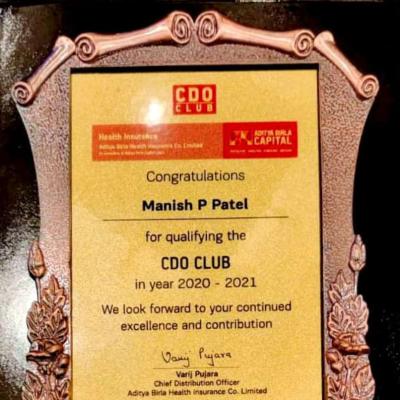 CDO
CLUB
Health Insurance
Aditya Birla Health Insurance Co. Limited
ADITYA BIRLA
CAPITAL
Congratulations
Manish P Patel
for qualifying the
CDO CLUB
in year 2020 - 2021
We look forward to your continued
excellence and contribution
Varij Pujara
Varij Pujara
Chief Distribution Officer
Aditya Birla Health Insurance Co. Limited